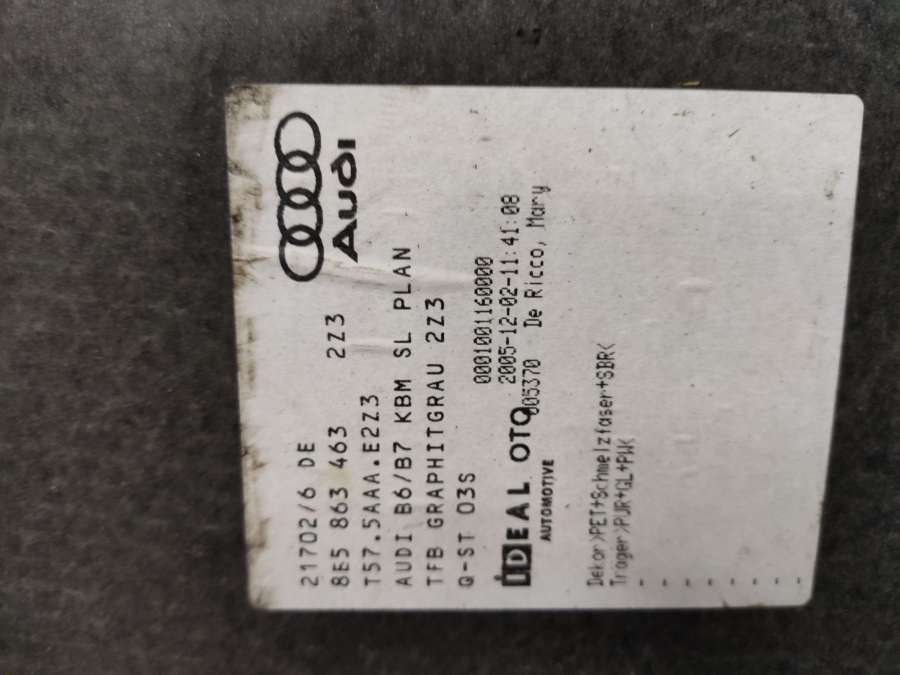 Audi
21702/6 DE
8E5 863 463 2Z3
T57.5AAA.E2Z3
AUDI B6/B7 KBM SL PLAN
TFB GRAPHITGRAU 2Z3
Q-ST 03S
0001001160000
2005-12-02-11:41:08
005370 De Ricco, Mary
IDEAL OTO
AUTOMOTIVE
Dekor>PET+Schmelzfaser+SBR<
Träger>PUR+GL+PW<
-
-
-
-
-
-
-